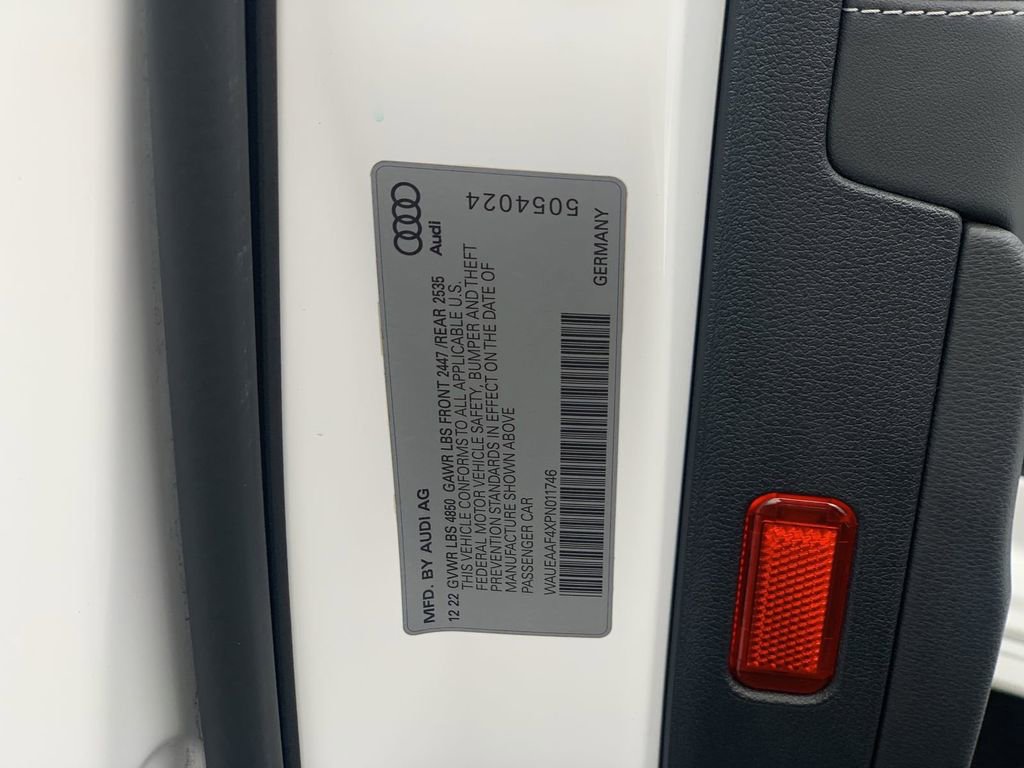 Audi
MFD. BY AUDI AG
12 22 GVWR LBS 4850 GAWR LBS FRONT 2447 /REAR 2535
THIS VEHICLE CONFORMS TO ALL APPLICABLE U.S.
FEDERAL MOTOR VEHICLE SAFETY, BUMPER AND THEFT
PREVENTION STANDARDS IN EFFECT ON THE DATE OF
MANUFACTURE SHOWN ABOVE
PASSENGER CAR
5054024
WAUEAAF4XPN011746
GERMANY